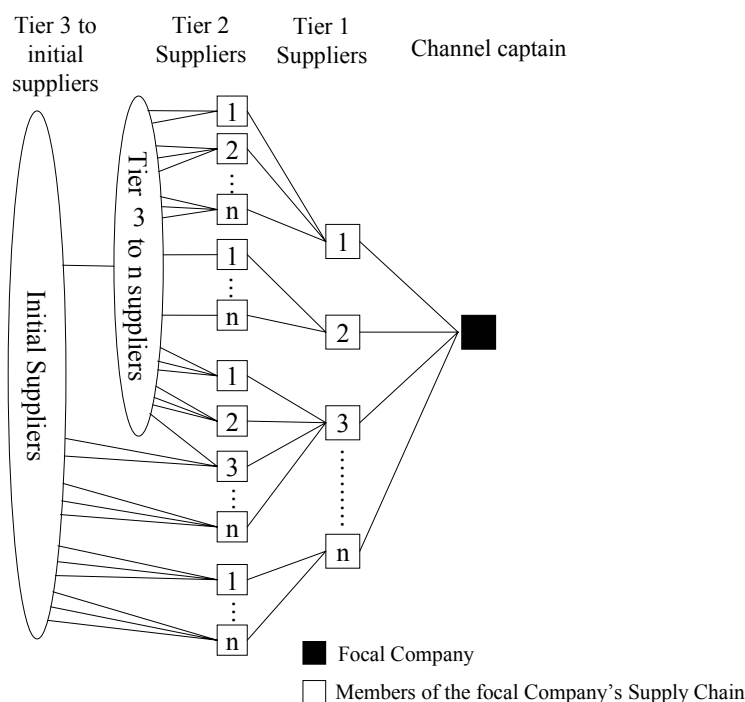 Tier 3 to
initial
suppliers
Tier 2
Suppliers
Tier 1
Suppliers
Channel captain
Initial Suppliers
Tier 3 to n suppliers
1
2
n
1
n
1
2
3
n
1
n
1
2
3
n
Focal Company
Members of the focal Company's Supply Chain